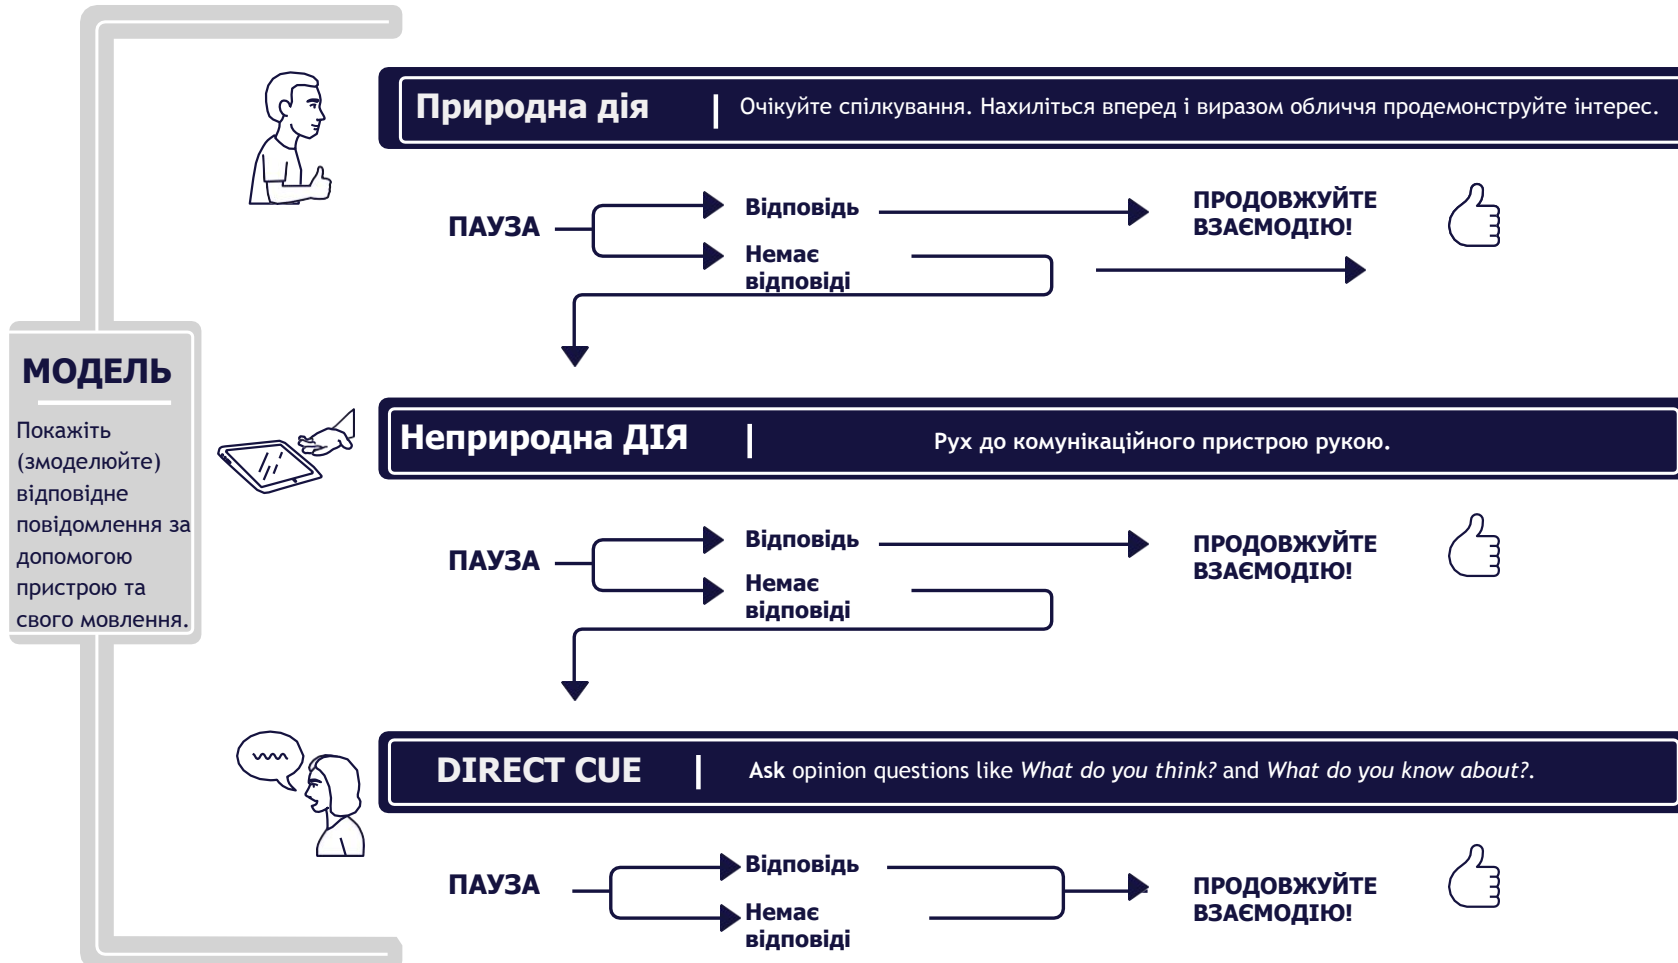 Природна дія | Очікуйте спілкування. Нахиліться вперед і виразом обличчя продемонструйте інтерес.
ПАУЗА
Відповідь
Немає
відповіді
ПРОДОВЖУЙТЕ
ВЗАЄМОДІЮ!
МОДЕЛЬ
Покажіть
(змоделюйте)
відповідне
повідомлення за
допомогою
пристрою та
свого мовлення.
Неприродна ДІЯ | Рух до комунікаційного пристрою рукою.
ПАУЗА
Відповідь
Немає
відповіді
ПРОДОВЖУЙТЕ
ВЗАЄМОДІЮ!
DIRECT CUE | Ask opinion questions like What do you think? and What do you know about?.
ПАУЗА
Відповідь
Немає
відповіді
ПРОДОВЖУЙТЕ
ВЗАЄМОДІЮ!